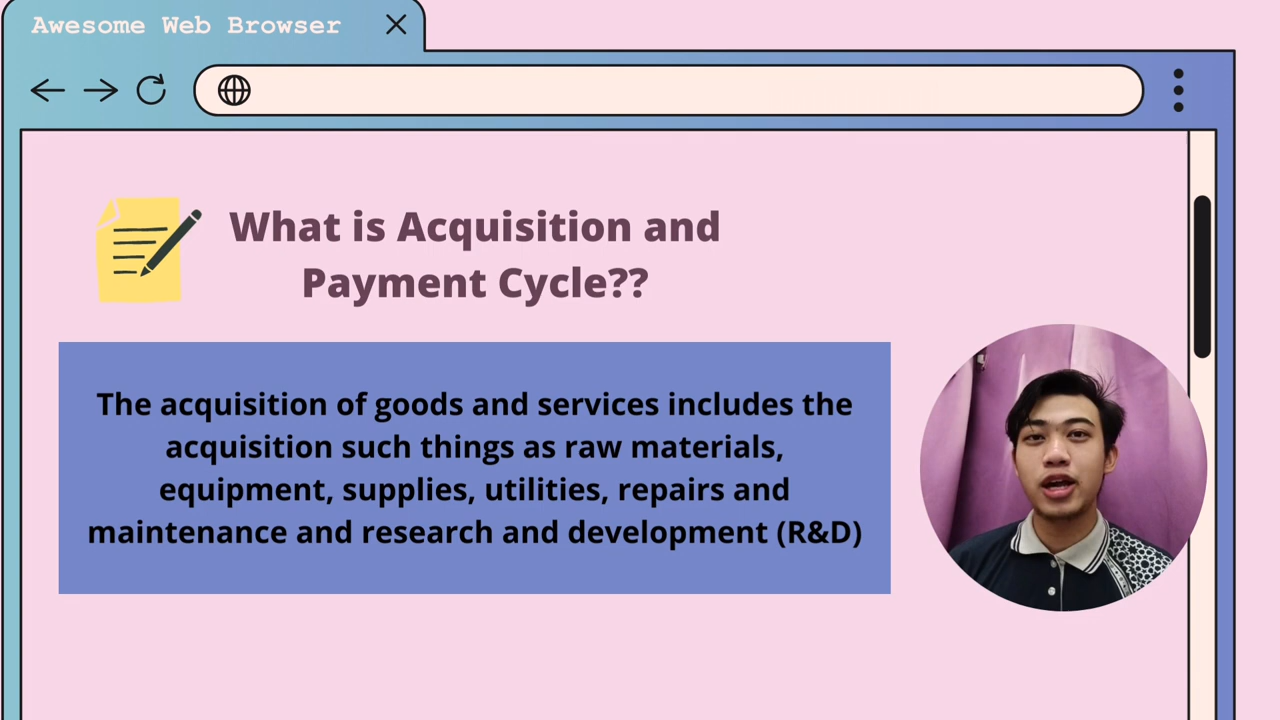 Awesome Web Browser
What is Acquisition and
Payment Cycle??
The acquisition of goods and services includes the
acquisition such things as raw materials,
equipment, supplies, utilities, repairs and
maintenance and research and development (R&D)